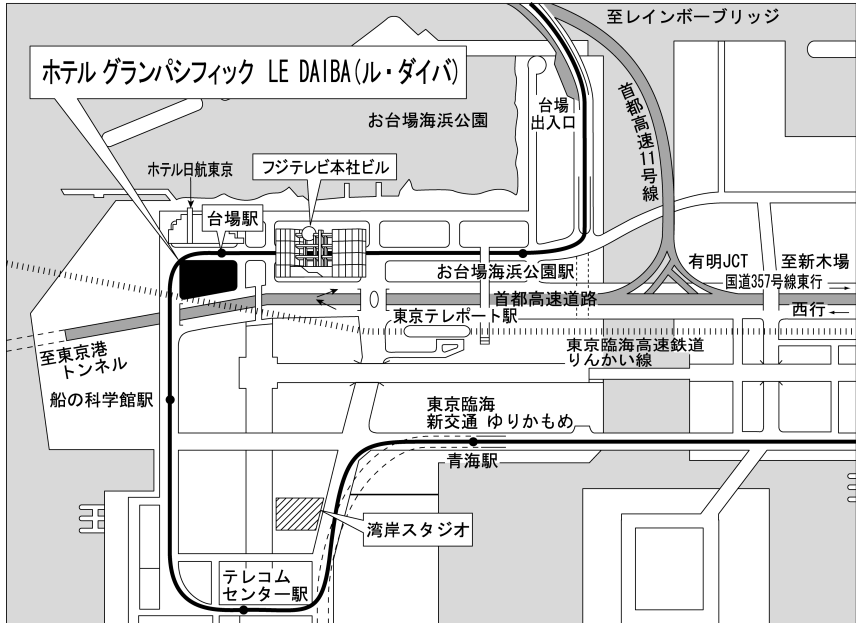 至レインボーブリッジ
ホテル グランパシフィック LE DAIBA(ル・ダイバ)
首都高速11号線
台場
出入口
お台場海浜公園
ホテル日航東京
フジテレビ本社ビル
台場駅
お台場海浜公園駅
有明JCT
至新木場
国道357号線東行
首都高速道路
西行
東京テレポート駅
至東京港
トンネル
東京臨海高速鉄道
りんかい線
船の科学館駅
東京臨海
新交通 ゆりかもめ
青海駅
湾岸スタジオ
テレコム
センター駅